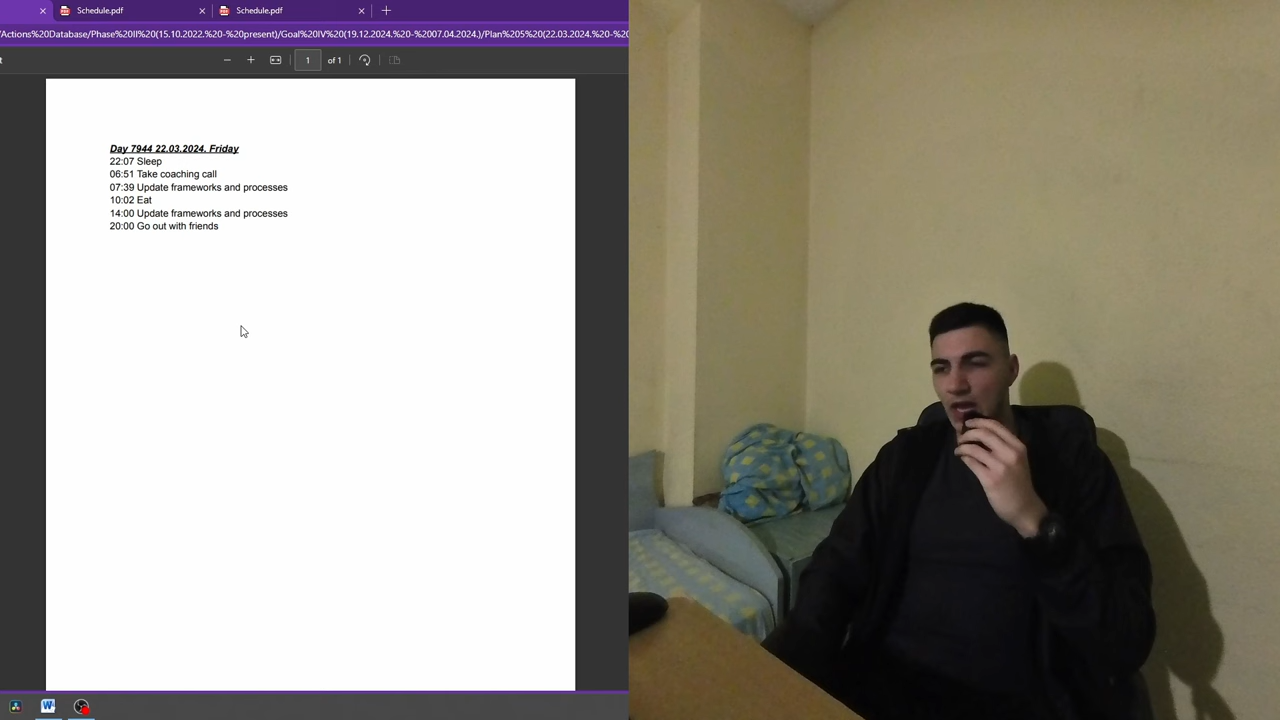 Schedule.pdf
Schedule.pdf
/Actions%20Database/Phase%20II%20(15.10.2022.%20-%20present)/Goal%20IV%20(19.12.2024.%20-%2007.04.2024.)/Plan%205%20(22.03.2024.%20-%20
1 of 1
Day 7944 22.03.2024. Friday
22:07 Sleep
06:51 Take coaching call
07:39 Update frameworks and processes
10:02 Eat
14:00 Update frameworks and processes
20:00 Go out with friends